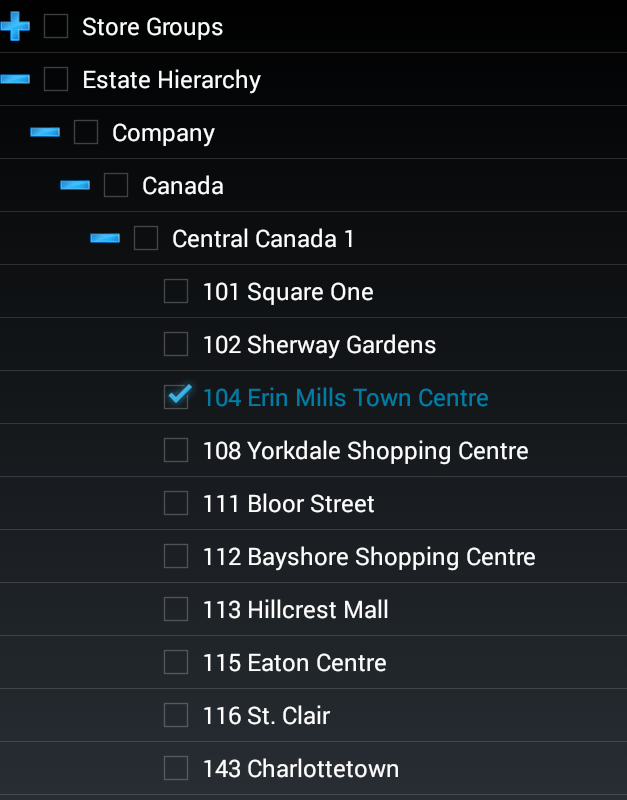 Store Groups
Estate Hierarchy
Company
Canada
Central Canada 1
101 Square One
102 Sherway Gardens
104 Erin Mills Town Centre
108 Yorkdale Shopping Centre
111 Bloor Street
112 Bayshore Shopping Centre
113 Hillcrest Mall
115 Eaton Centre
116 St. Clair
143 Charlottetown